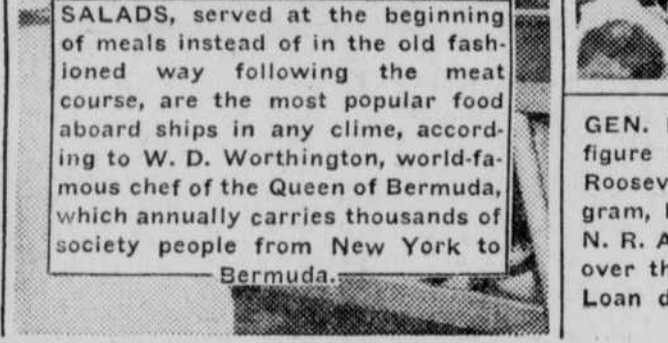 SALADS, served at the beginning
of meals instead of in the old fash-
ioned way following the meat
course, are the most popular food
aboard ships in any clime, accord-
ing to W. D. Worthington, world-fa-
mous chef of the Queen of Bermuda,
which annually carries thousands of
society people from New York to
Bermuda.
GEN.
figure
Roosev
gram,
N. R. A
over th
Loan d